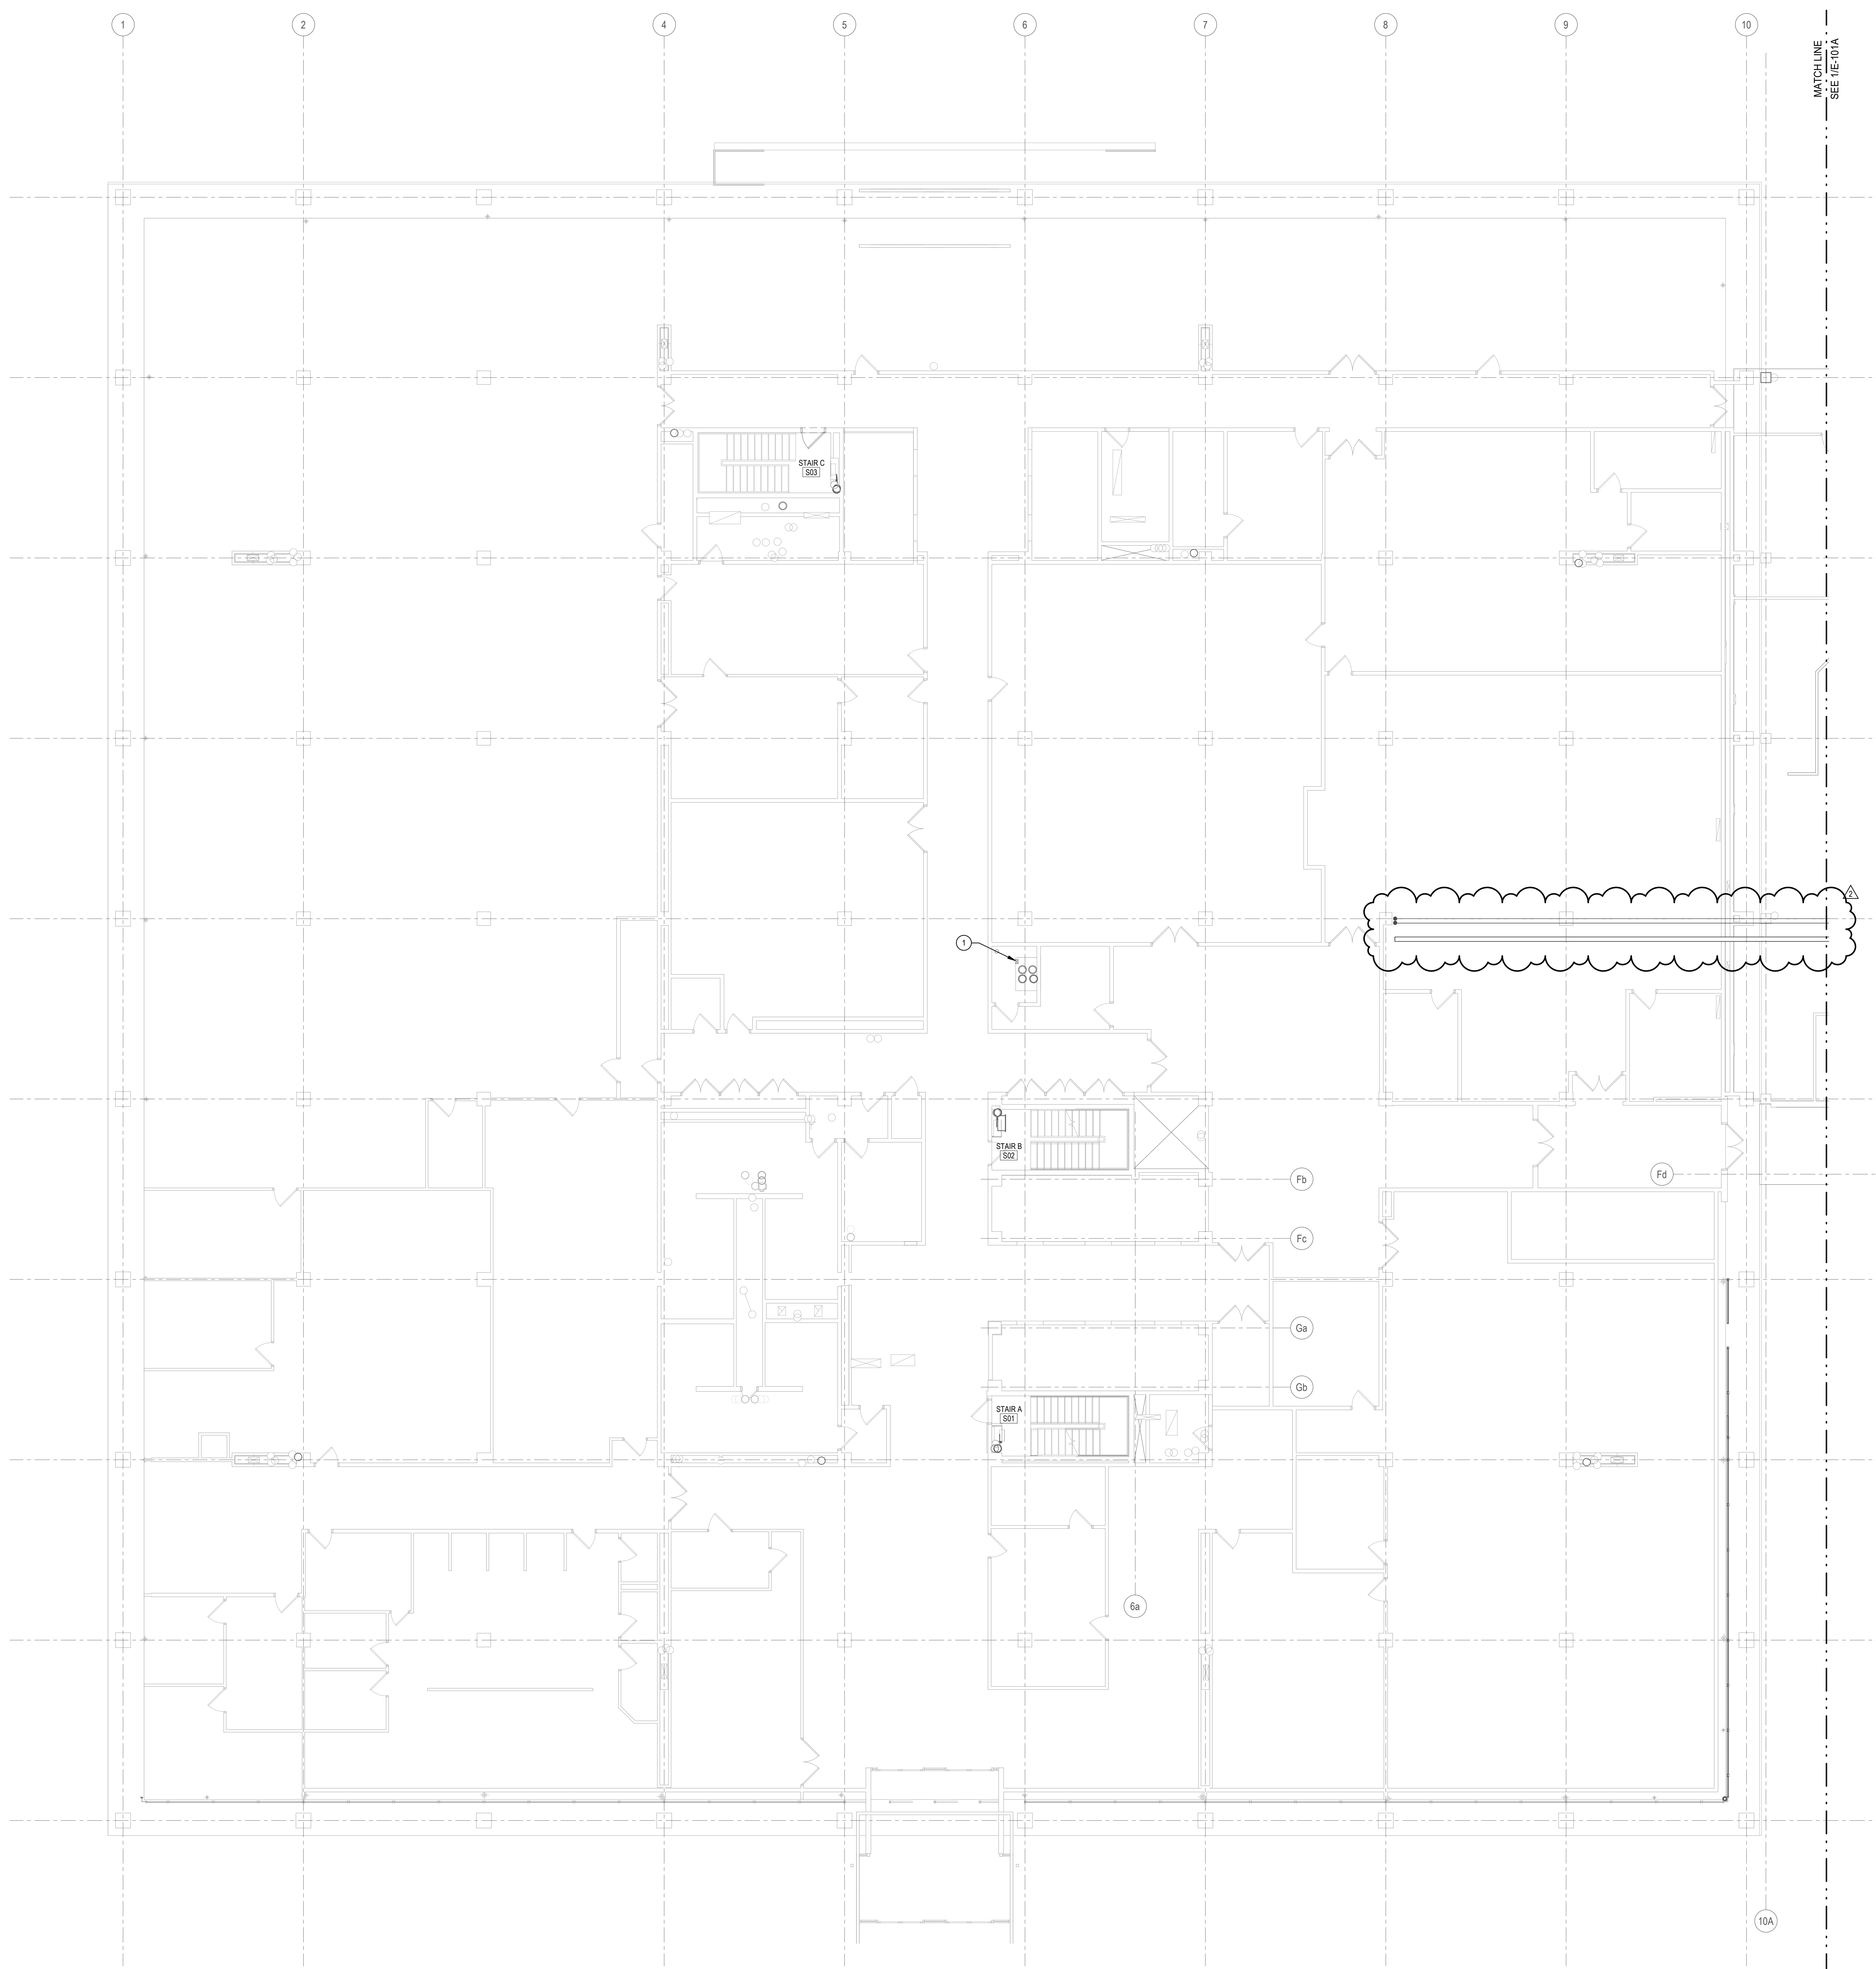 1
2
4
5
6
7
8
9
10
MATCH LINE
SEE 1/E-101A
STAIR C
S03
2
1
STAIR B
S02
Fb
Fd
Fc
Ga
Gb
STAIR A
S01
6a
10A